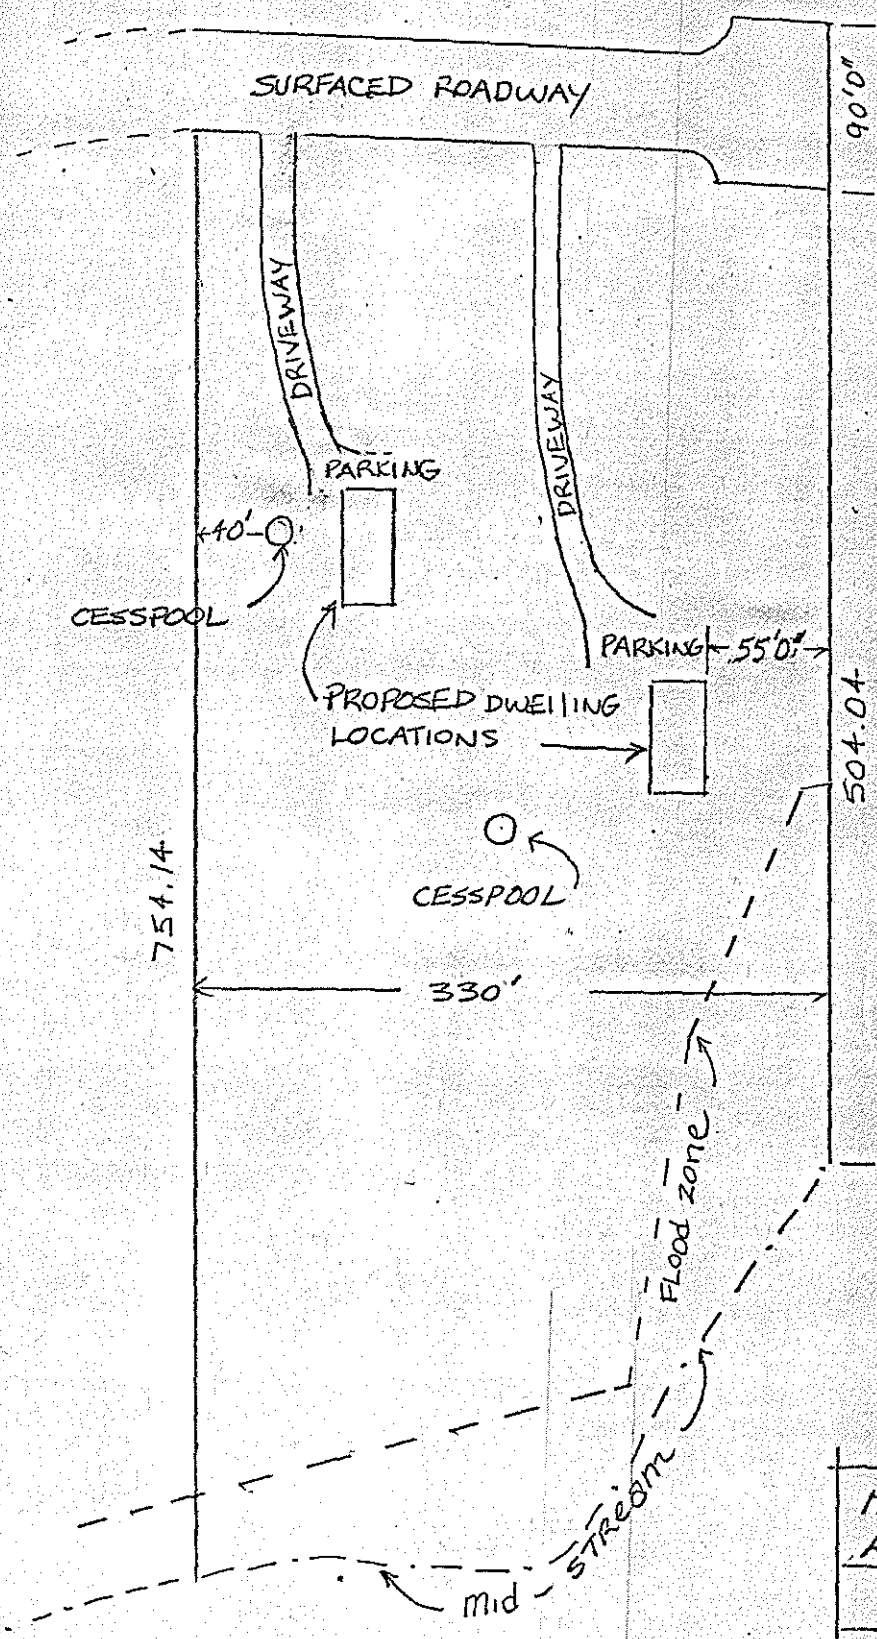 SURFACED ROADWAY
90'0"
DRIVEWAY
DRIVEWAY
PARKING
40'
CESSPOOL
PARKING
55'0"
PROPOSED DWEllING
LOCATIONS
504.04
CESSPOOL
754.14
330'
FLOOD zone
STREAM
Mid